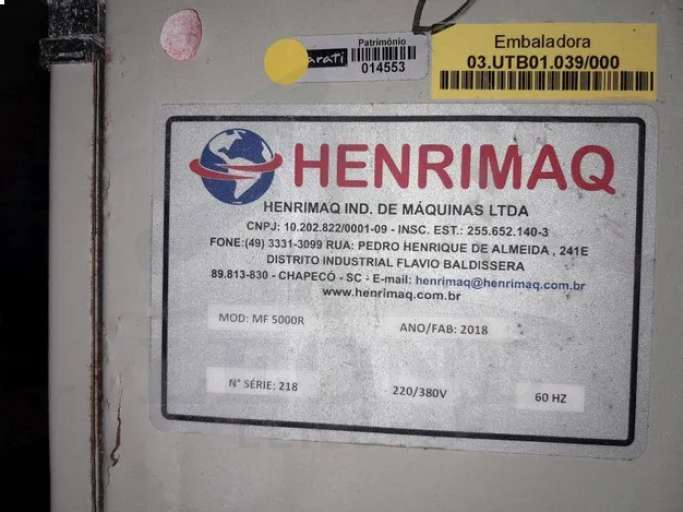 Patrimônio
arati
014553
Embaladora
03.UTB01.039/000
HENRIMAQ
HENRIMAQ IND. DE MÁQUINAS LTDA
CNPJ: 10.202.822/0001-09 - INSC. EST.: 255.652.140-3
FONE:(49) 3331-3099 RUA: PEDRO HENRIQUE DE ALMEIDA , 241E
DISTRITO INDUSTRIAL FLAVIO BALDISSERA
89.813-830 - CHAPECÓ - SC - E-mail: henrimaq@henrimaq.com.br
www.henrimaq.com.br
MOD: MF 5000R
ANO/FAB: 2018
N° SÉRIE: 218
220/380V
60 HZ